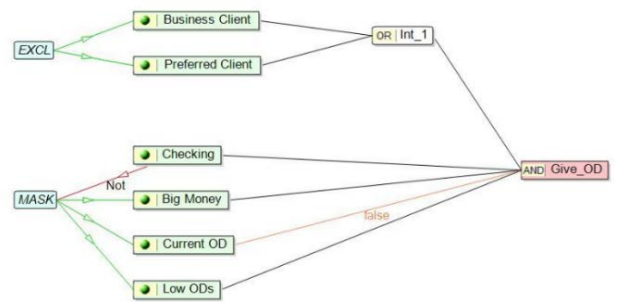 Business Client
EXCL
OR Int_1
Preferred Client
Checking
Not
AND Give_OD
MASK
Big Money
false
Current OD
Low ODs